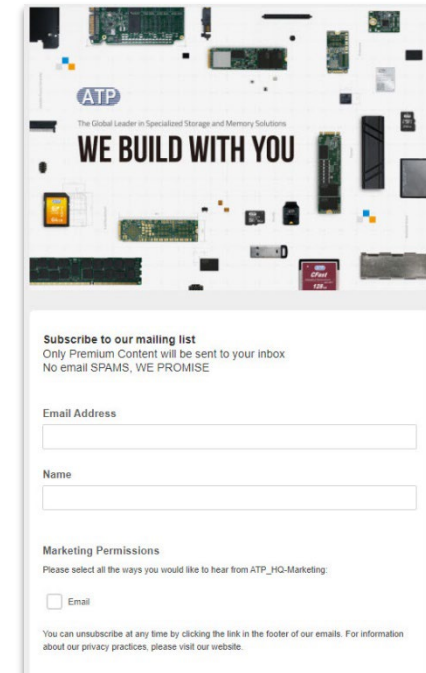 ATP
The Global Leader in Specialized Storage and Memory Solutions
WE BUILD WITH YOU
CFast
Subscribe to our mailing list
Only Premium Content will be sent to your inbox
No email SPAMS, WE PROMISE
Email Address
Name
Marketing Permissions
Please select all the ways you would like to hear from ATP_HQ-Marketing:
Email
You can unsubscribe at any time by clicking the link in the footer of our emails. For information
about our privacy practices, please visit our website.